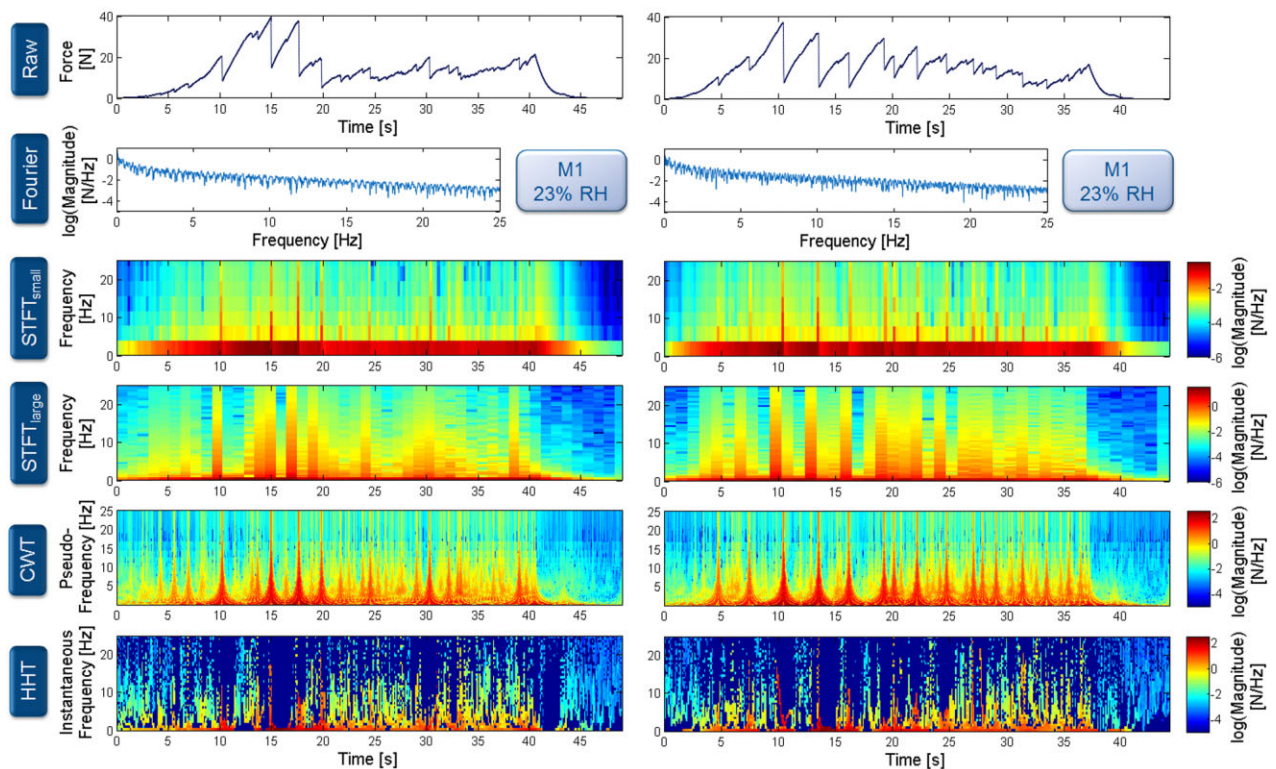 Raw
Force
[N]
40
20
0
0 5 10 15 20 25 30 35 40 45
Time [s]
40
20
0
0 5 10 15 20 25 30 35 40
Time [s]
Fourier
log(Magnitude)
[N/Hz]
0
-2
-4
0 5 10 15 20 25
Frequency [Hz]
M1
23% RH
0
-2
-4
0 5 10 15 20 25
Frequency [Hz]
M1
23% RH
STFTsmall
Frequency
[Hz]
20
10
0
0 5 10 15 20 25 30 35 40 45
20
10
0
0 5 10 15 20 25 30 35 40
-2
-4
-6
log(Magnitude)
[N/Hz]
STFTlarge
Frequency
[Hz]
20
10
0
0 5 10 15 20 25 30 35 40 45
20
10
0
0 5 10 15 20 25 30 35 40
0
-2
-4
-6
log(Magnitude)
[N/Hz]
CWT
Pseudo-
Frequency [Hz]
25
20
15
10
5
0 5 10 15 20 25 30 35 40 45
25
20
15
10
5
0 5 10 15 20 25 30 35 40
2
0
-2
-4
log(Magnitude)
[N/Hz]
HHT
Instantaneous
Frequency [Hz]
20
10
0
0 5 10 15 20 25 30 35 40 45
Time [s]
20
10
0
0 5 10 15 20 25 30 35 40
Time [s]
2
0
-2
-4
log(Magnitude)
[N/Hz]